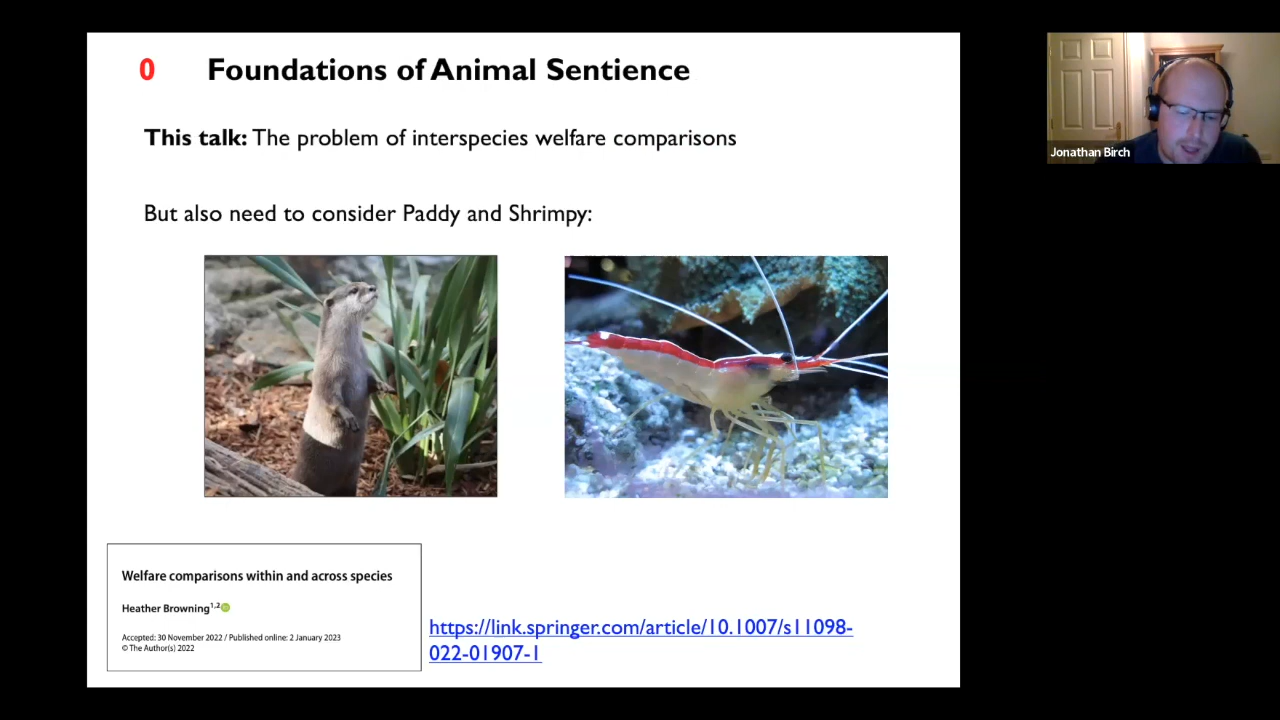 0 Foundations of Animal Sentience
This talk: The problem of interspecies welfare comparisons
But also need to consider Paddy and Shrimpy:
Welfare comparisons within and across species
Heather Browning1,2
Accepted: 30 November 2022 / Published online: 2 January 2023
© The Author(s) 2022
https://link.springer.com/article/10.1007/s11098-
022-01907-1
Jonathan Birch